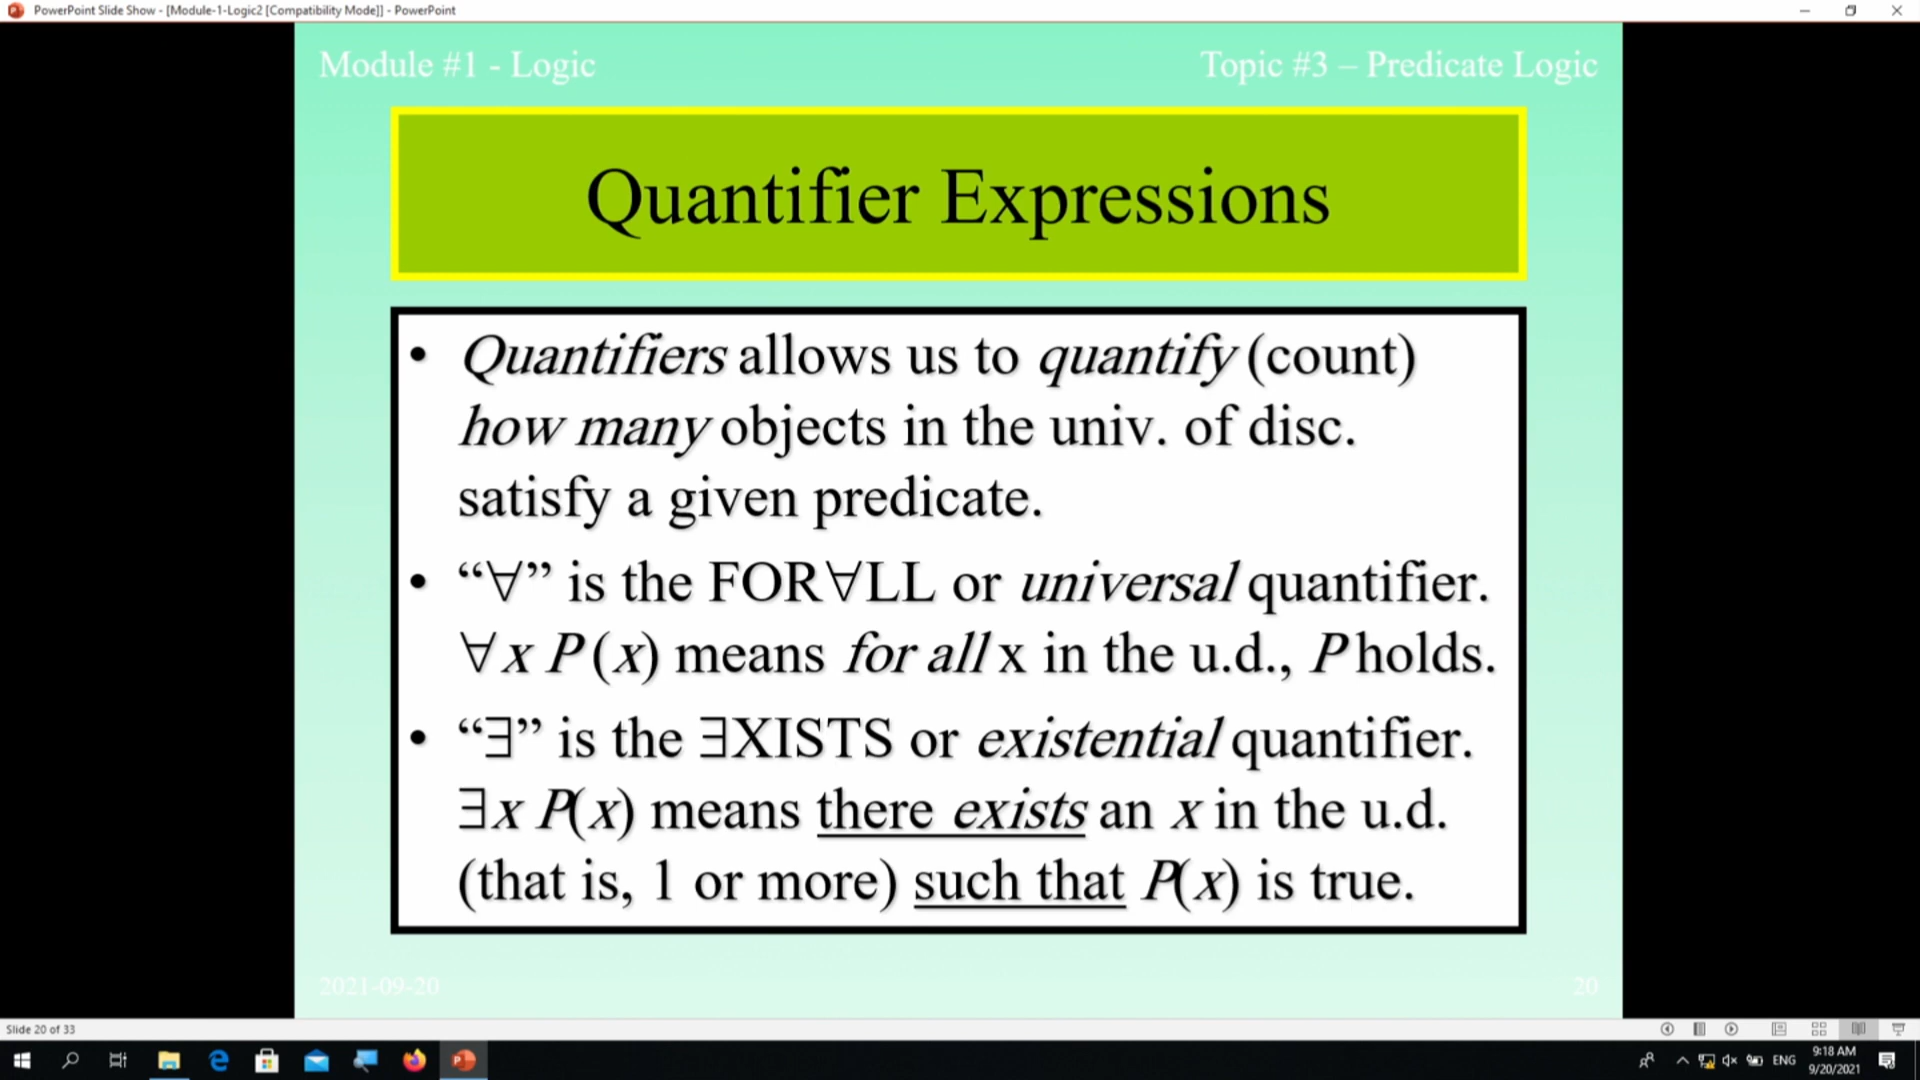 PowerPoint Slide Show - [Module-1-Logic2 [Compatibility Mode]] - PowerPoint
Module #1 - Logic
Topic #3 – Predicate Logic
Quantifier Expressions
• Quantifiers allows us to quantify (count)
how many objects in the univ. of disc.
satisfy a given predicate.
• “∀” is the FOR∀LL or universal quantifier.
∀x P(x) means for all x in the u.d., P holds.
• “∃” is the ∃XISTS or existential quantifier.
∃x P(x) means there exists an x in the u.d.
(that is, 1 or more) such that P(x) is true.
2021-09-20
20
Slide 20 of 33
ENG
9:18 AM
9/20/2021